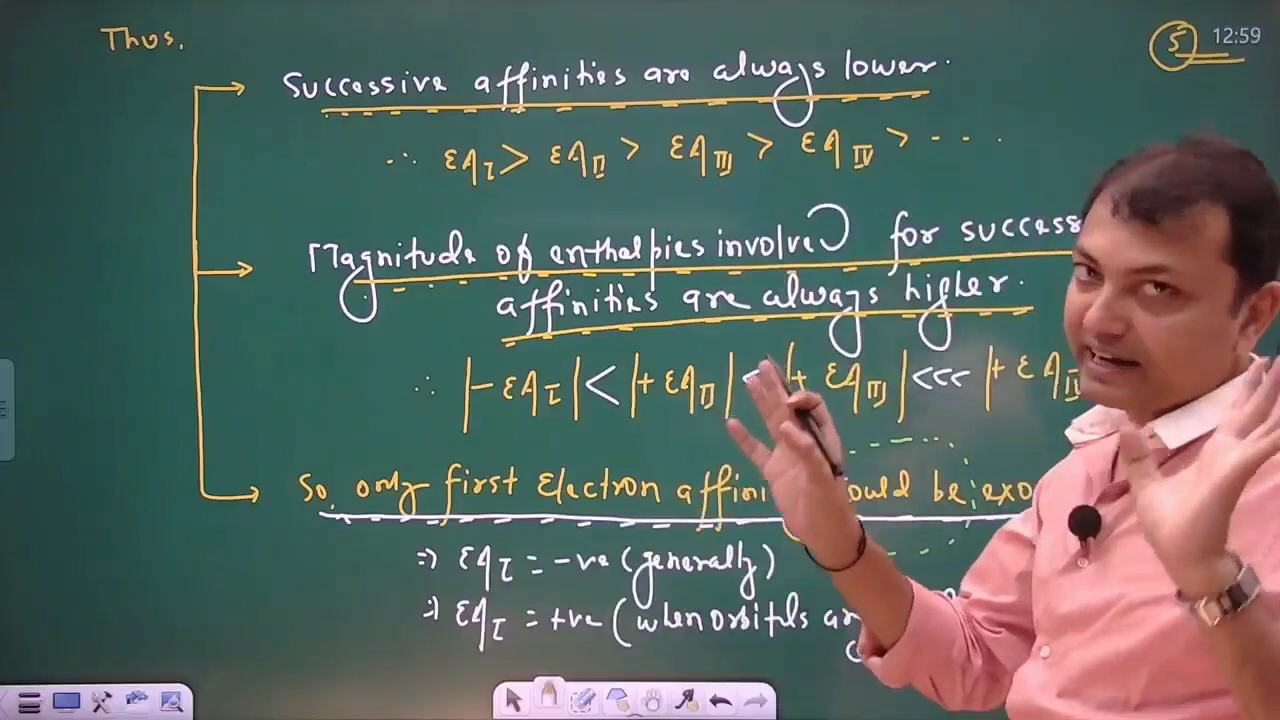 Thus.
5 12:59
Successive affinities are always lower.
∴ EA_I > EA_II > EA_III > EA_IV > - - -
Magnitude of enthalpies involved for success
affinities are always higher.
∴ |- EA_I| < |+ EA_II| < |+ EA_III| <<< |+ EA_IV
So, only first Electron affini ould be exo
⇒ EA_I = -ve (generally)
⇒ EA_I = +ve (when orbitals ar